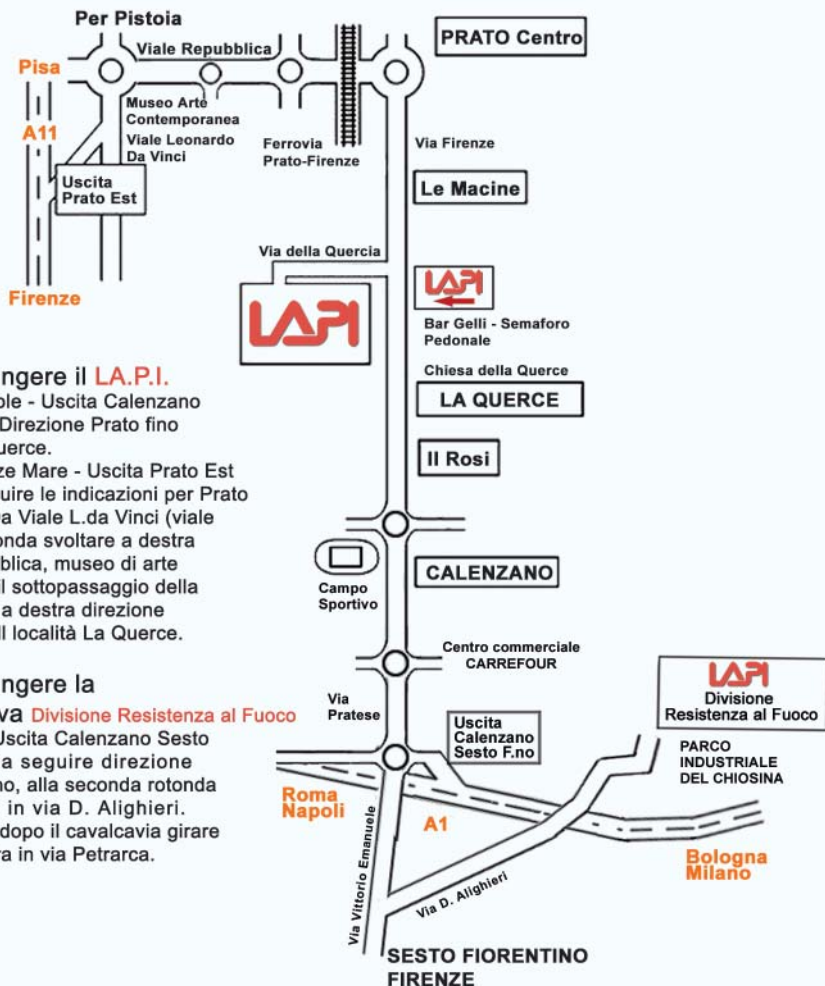 Per Pistoia
PRATO Centro
Viale Repubblica
Pisa
Museo Arte
Contemporanea
A11
Viale Leonardo
Da Vinci
Ferrovia
Prato-Firenze
Via Firenze
Uscita
Prato Est
Le Macine
Via della Quercia
Firenze
LAPI
LAPI
Bar Gelli - Semaforo
Pedonale
Chiesa della Querce
LA QUERCE
Il Rosi
ngere il LA.P.I.
ole - Uscita Calenzano
Direzione Prato fino
uerce.
ze Mare - Uscita Prato Est
uire le indicazioni per Prato
a Viale L.da Vinci (viale
onda svoltare a destra
bblica, museo di arte
il sottopassaggio della
a destra direzione
ll località La Querce.
CALENZANO
Campo
Sportivo
Centro commerciale
CARREFOUR
Via
Pratese
ngere la
va Divisione Resistenza al Fuoco
Uscita Calenzano Sesto
a seguire direzione
no, alla seconda rotonda
in via D. Alighieri.
dopo il cavalcavia girare
ra in via Petrarca.
Uscita
Calenzano
Sesto F.no
LAPI
Divisione
Resistenza al Fuoco
PARCO
INDUSTRIALE
DEL CHIOSINA
Roma
Napoli
A1
Bologna
Milano
Via Vittorio Emanuele
Via D. Alighieri
SESTO FIORENTINO
FIRENZE